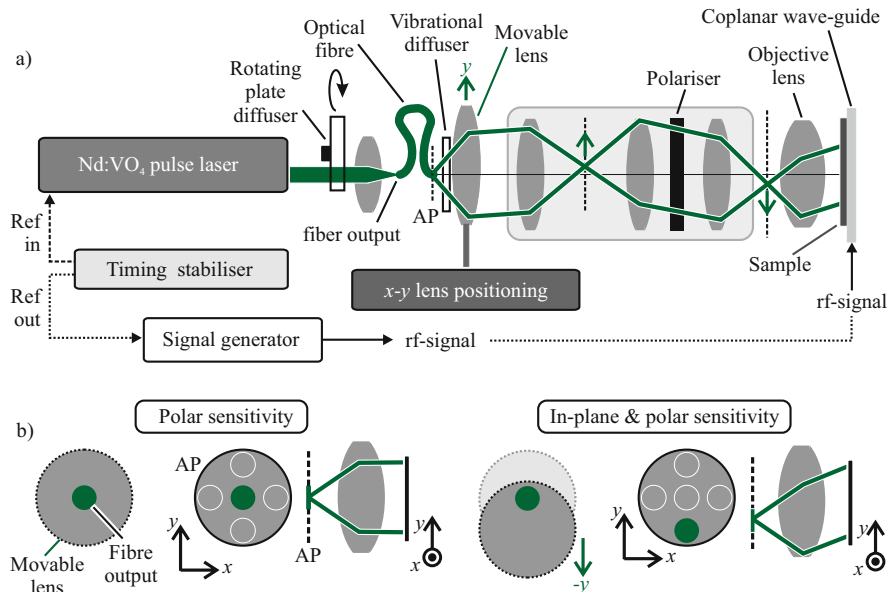 a)
Optical
fibre
Vibrational
diffuser
Movable
lens
Coplanar wave-guide
Rotating
plate
diffuser
y
Polariser
Objective
lens
Nd:VO₄ pulse laser
AP
fiber output
Ref
in
Timing stabiliser
x-y lens positioning
Sample
Ref
out
rf-signal
Signal generator
rf-signal
b)
Polar sensitivity
In-plane & polar sensitivity
AP
y
x
AP
y
x
Movable
lens
Fibre
output
-y
y
x
y
x